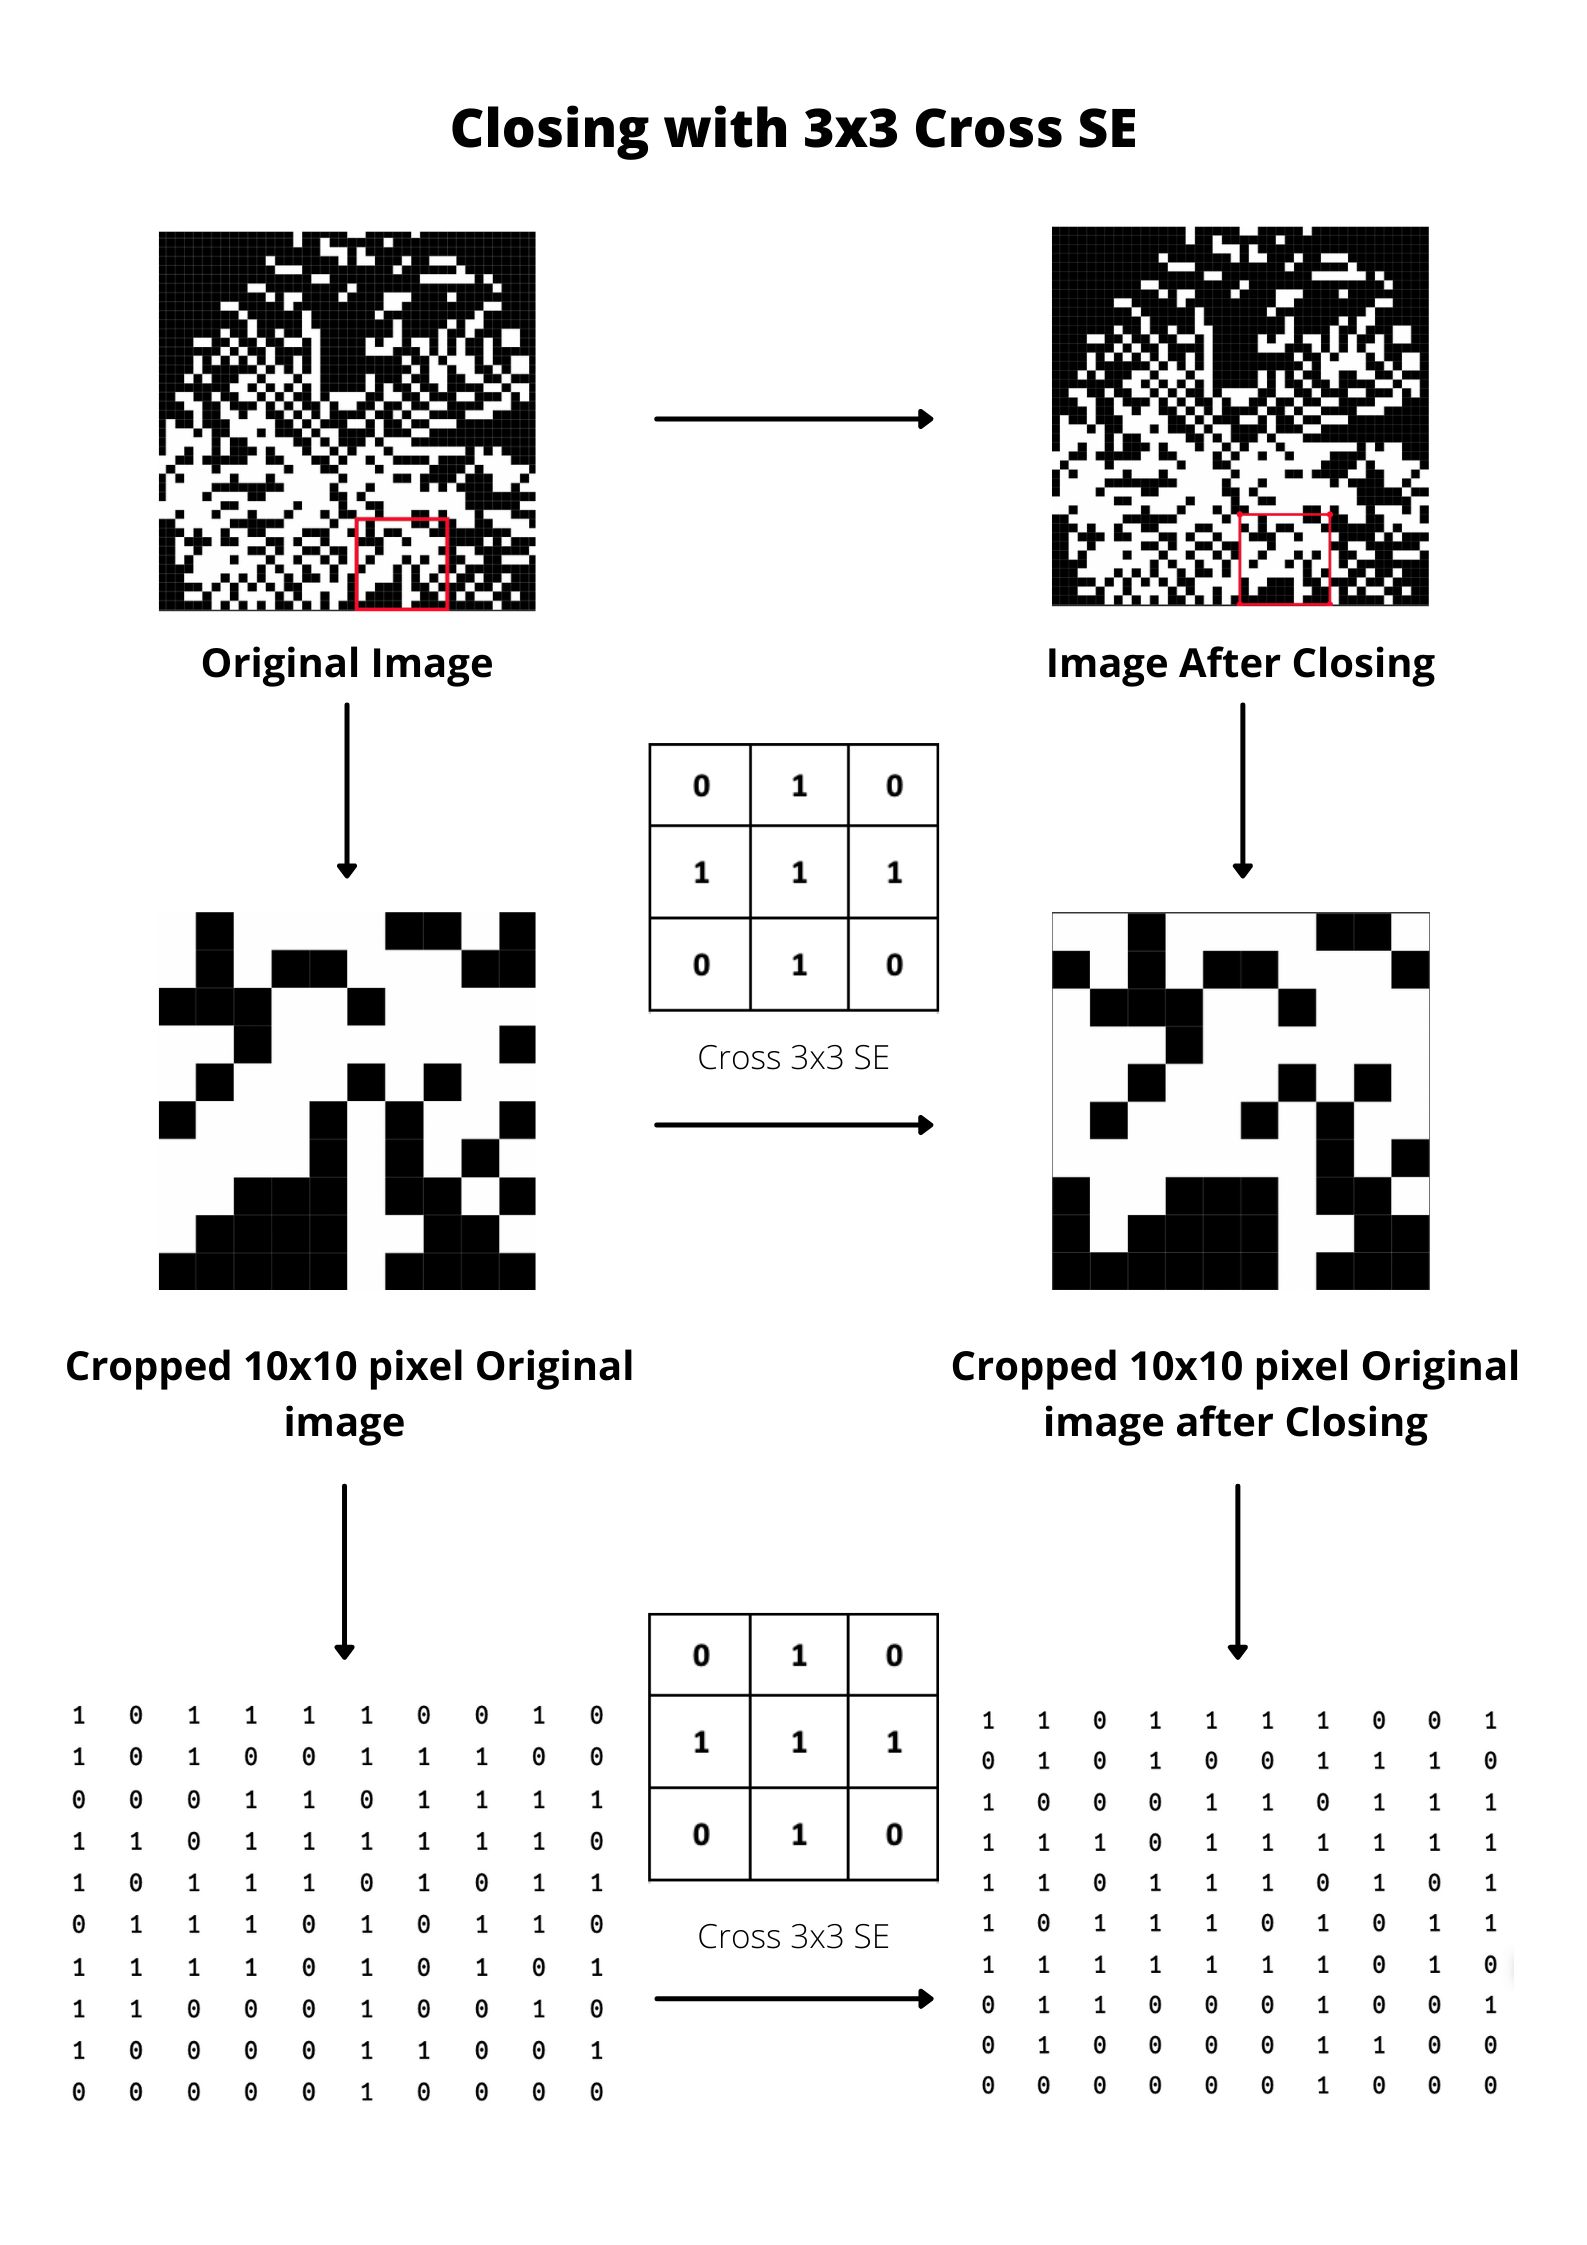 Closing with 3x3 Cross SE
Original Image
Image After Closing
0 1 0
1 1 1
0 1 0
Cross 3x3 SE
Cropped 10x10 pixel Original
image
Cropped 10x10 pixel Original
image after Closing
1 0 1 1 1 1 0 0 1 0
1 0 1 0 0 1 1 1 0 0
0 0 0 1 1 0 1 1 1 1
1 1 0 1 1 1 1 1 1 0
1 0 1 1 1 0 1 0 1 1
0 1 1 1 0 1 0 1 1 0
1 1 1 1 0 1 0 1 0 1
1 1 0 0 0 1 0 0 1 0
1 0 0 0 0 1 1 0 0 1
0 0 0 0 0 1 0 0 0 0
0 1 0
1 1 1
0 1 0
Cross 3x3 SE
1 1 0 1 1 1 1 0 0 1
0 1 0 1 0 0 1 1 1 0
1 0 0 0 1 1 0 1 1 1
1 1 1 0 1 1 1 1 1 1
1 1 0 1 1 1 0 1 0 1
1 0 1 1 1 0 1 0 1 1
1 1 1 1 1 1 1 0 1 0
0 1 1 0 0 0 1 0 0 1
0 1 0 0 0 0 1 1 0 0
0 0 0 0 0 0 1 0 0 0